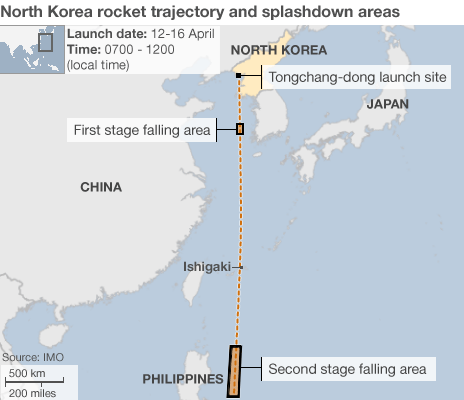 North Korea rocket trajectory and splashdown areas
Launch date: 12-16 April
Time: 0700 - 1200
(local time)
NORTH KOREA
Tongchang-dong launch site
JAPAN
First stage falling area
CHINA
Ishigaki
Source: IMO
500 km
200 miles
PHILIPPINES
Second stage falling area